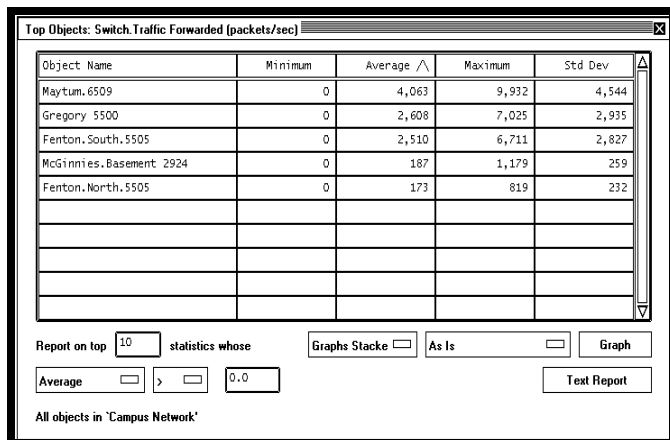 Top Objects: Switch.Traffic Forwarded (packets/sec)
Object Name Minimum Average /\ Maximum Std Dev
Maytum.6509 0 4,063 9,932 4,544
Gregory 5500 0 2,608 7,025 2,935
Fenton.South.5505 0 2,510 6,711 2,827
McGinnies.Basement 2924 0 187 1,179 259
Fenton.North.5505 0 173 819 232
Report on top 10 statistics whose Graphs Stacke As Is Graph
Average > 0.0 Text Report
All objects in `Campus Network'